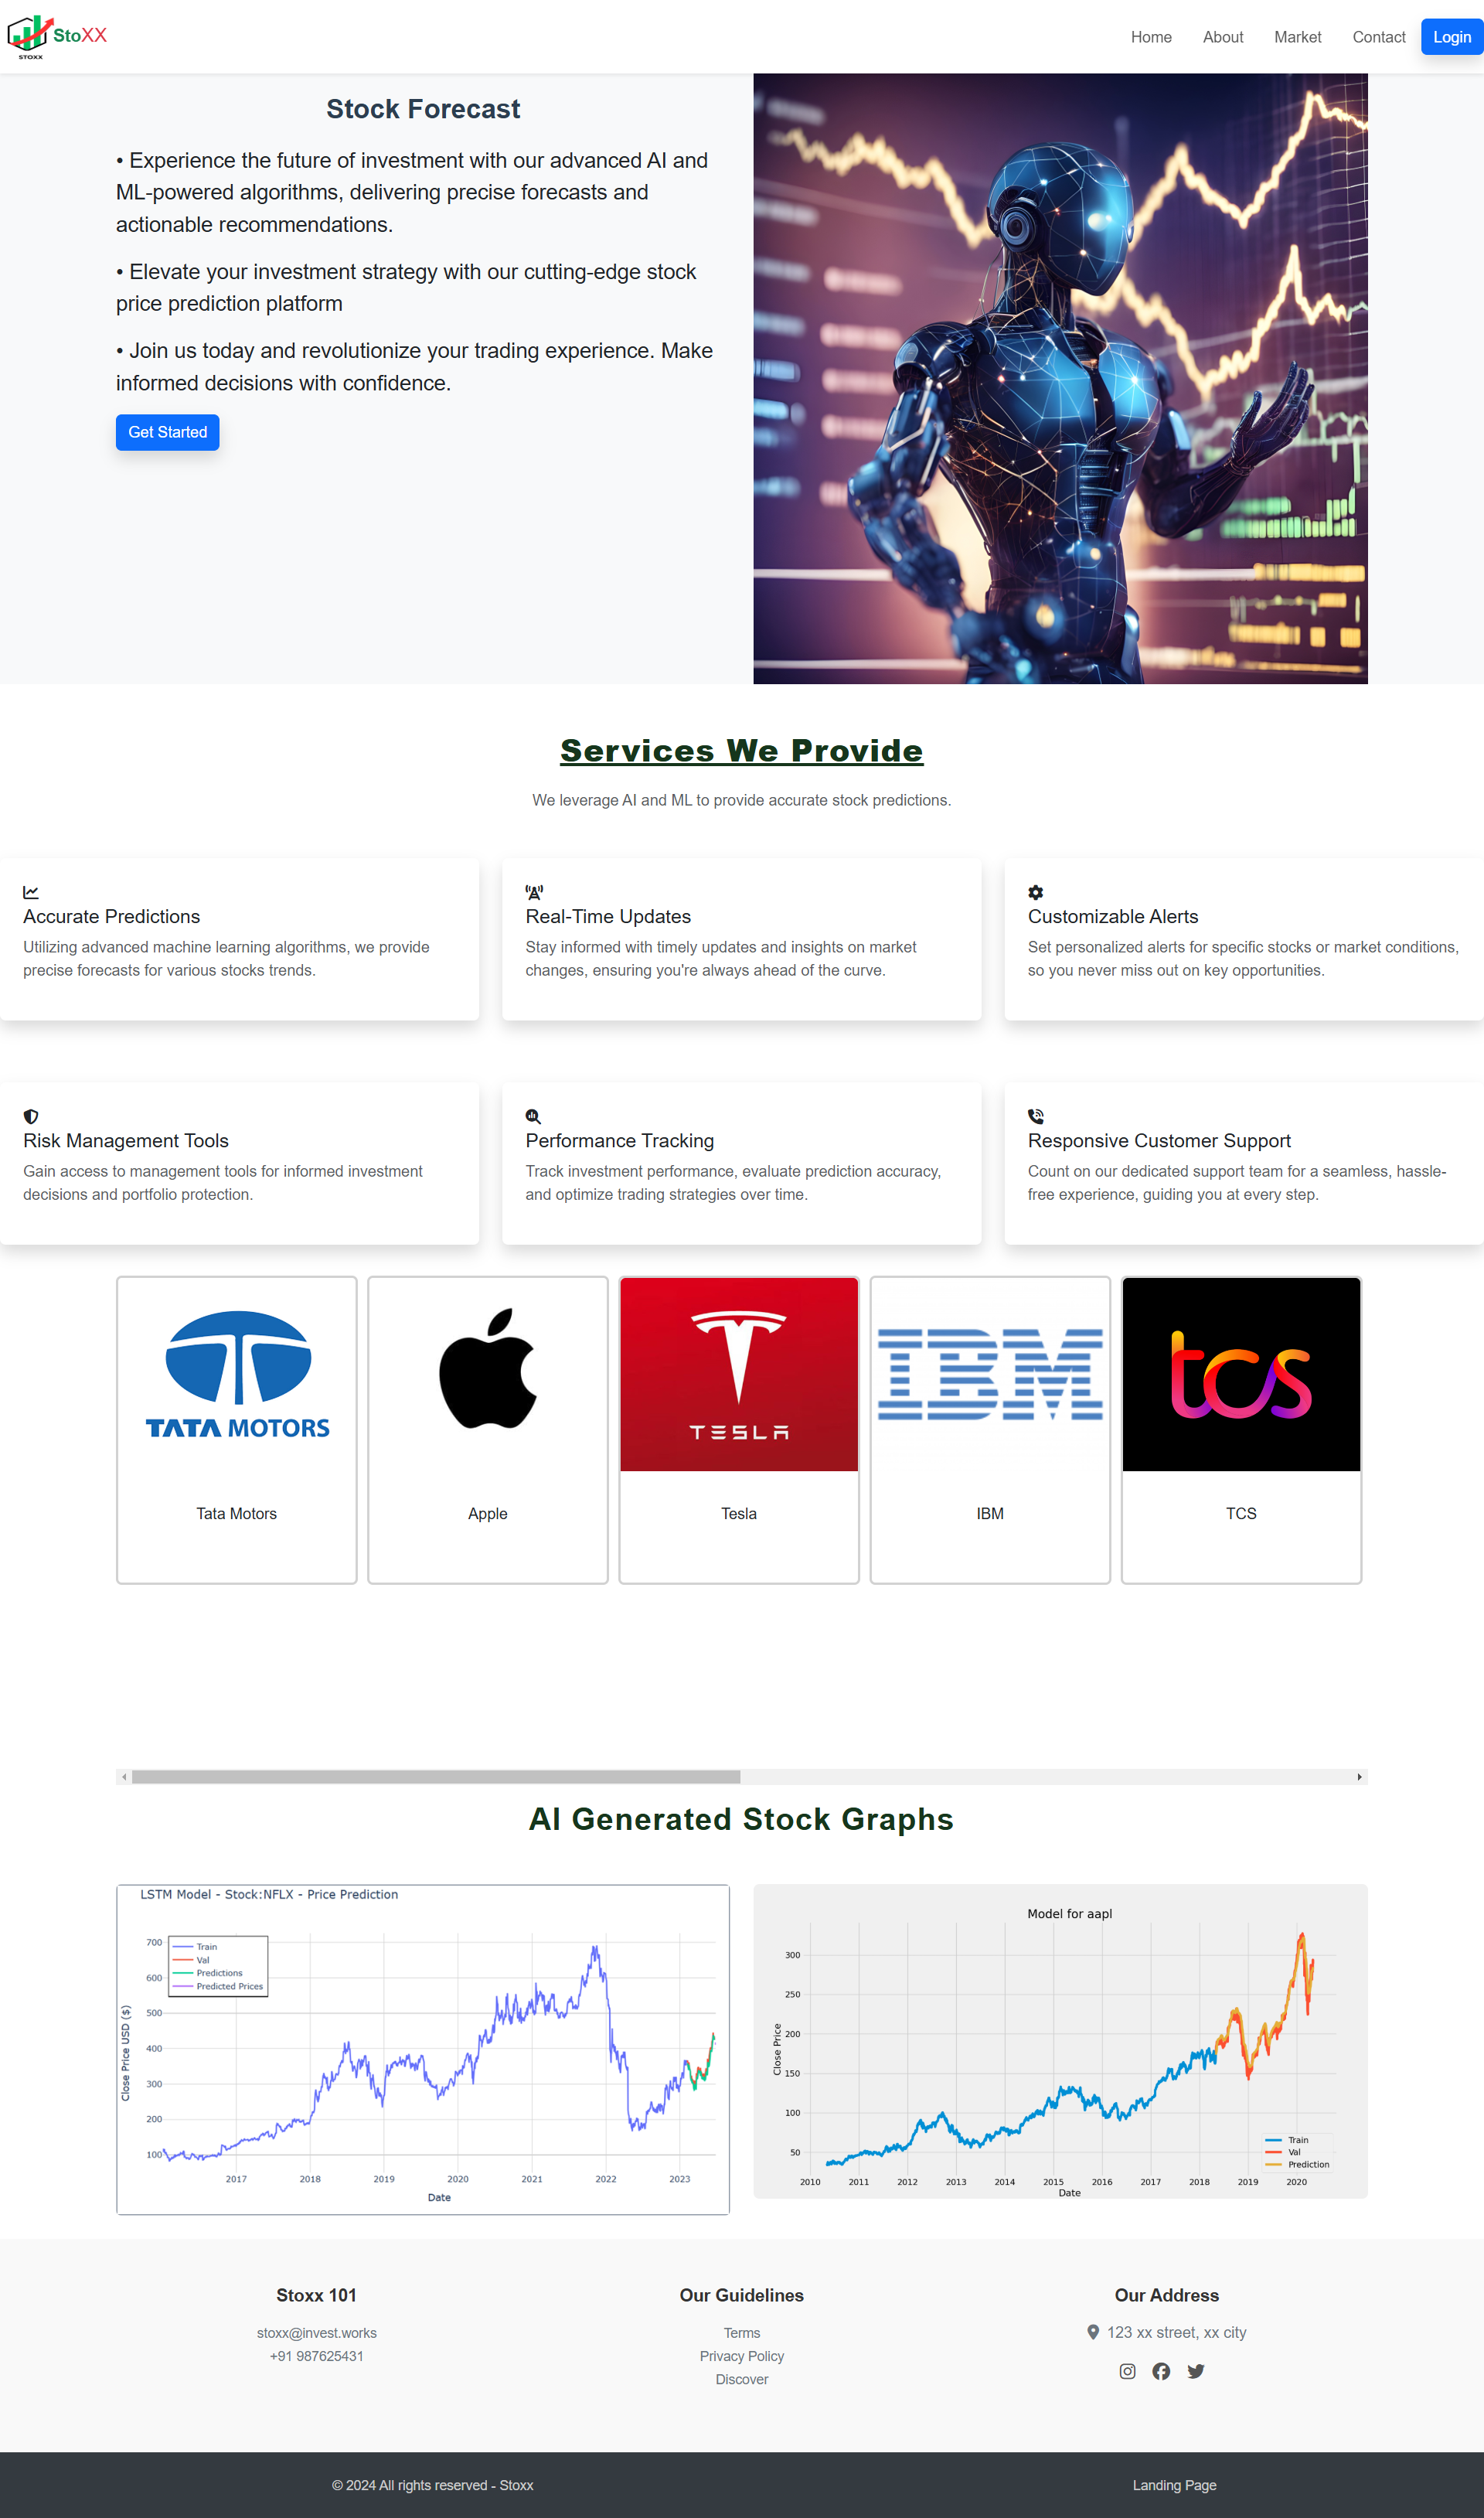 StoXX
STOXX
Home
About
Market
Contact
Login
Stock Forecast
• Experience the future of investment with our advanced AI and
ML-powered algorithms, delivering precise forecasts and
actionable recommendations.
• Elevate your investment strategy with our cutting-edge stock
price prediction platform
• Join us today and revolutionize your trading experience. Make
informed decisions with confidence.
Get Started
Services We Provide
We leverage AI and ML to provide accurate stock predictions.
Accurate Predictions
Utilizing advanced machine learning algorithms, we provide
precise forecasts for various stocks trends.
Real-Time Updates
Stay informed with timely updates and insights on market
changes, ensuring you're always ahead of the curve.
Customizable Alerts
Set personalized alerts for specific stocks or market conditions,
so you never miss out on key opportunities.
Risk Management Tools
Gain access to management tools for informed investment
decisions and portfolio protection.
Performance Tracking
Track investment performance, evaluate prediction accuracy,
and optimize trading strategies over time.
Responsive Customer Support
Count on our dedicated support team for a seamless, hassle-
free experience, guiding you at every step.
TATA MOTORS
TESLA
IBM
tcs
Tata Motors
Apple
Tesla
IBM
TCS
AI Generated Stock Graphs
LSTM Model - Stock:NFLX - Price Prediction
Train
Val
Predictions
Predicted Prices
700
600
500
400
300
200
100
Close Price USD ($)
2017 2018 2019 2020 2021 2022 2023
Date
Model for aapl
300
250
200
150
100
50
Close Price
Train
Val
Prediction
2010 2011 2012 2013 2014 2015 2016 2017 2018 2019 2020
Date
Stoxx 101
stoxx@invest.works
+91 987625431
Our Guidelines
Terms
Privacy Policy
Discover
Our Address
123 xx street, xx city
© 2024 All rights reserved - Stoxx
Landing Page